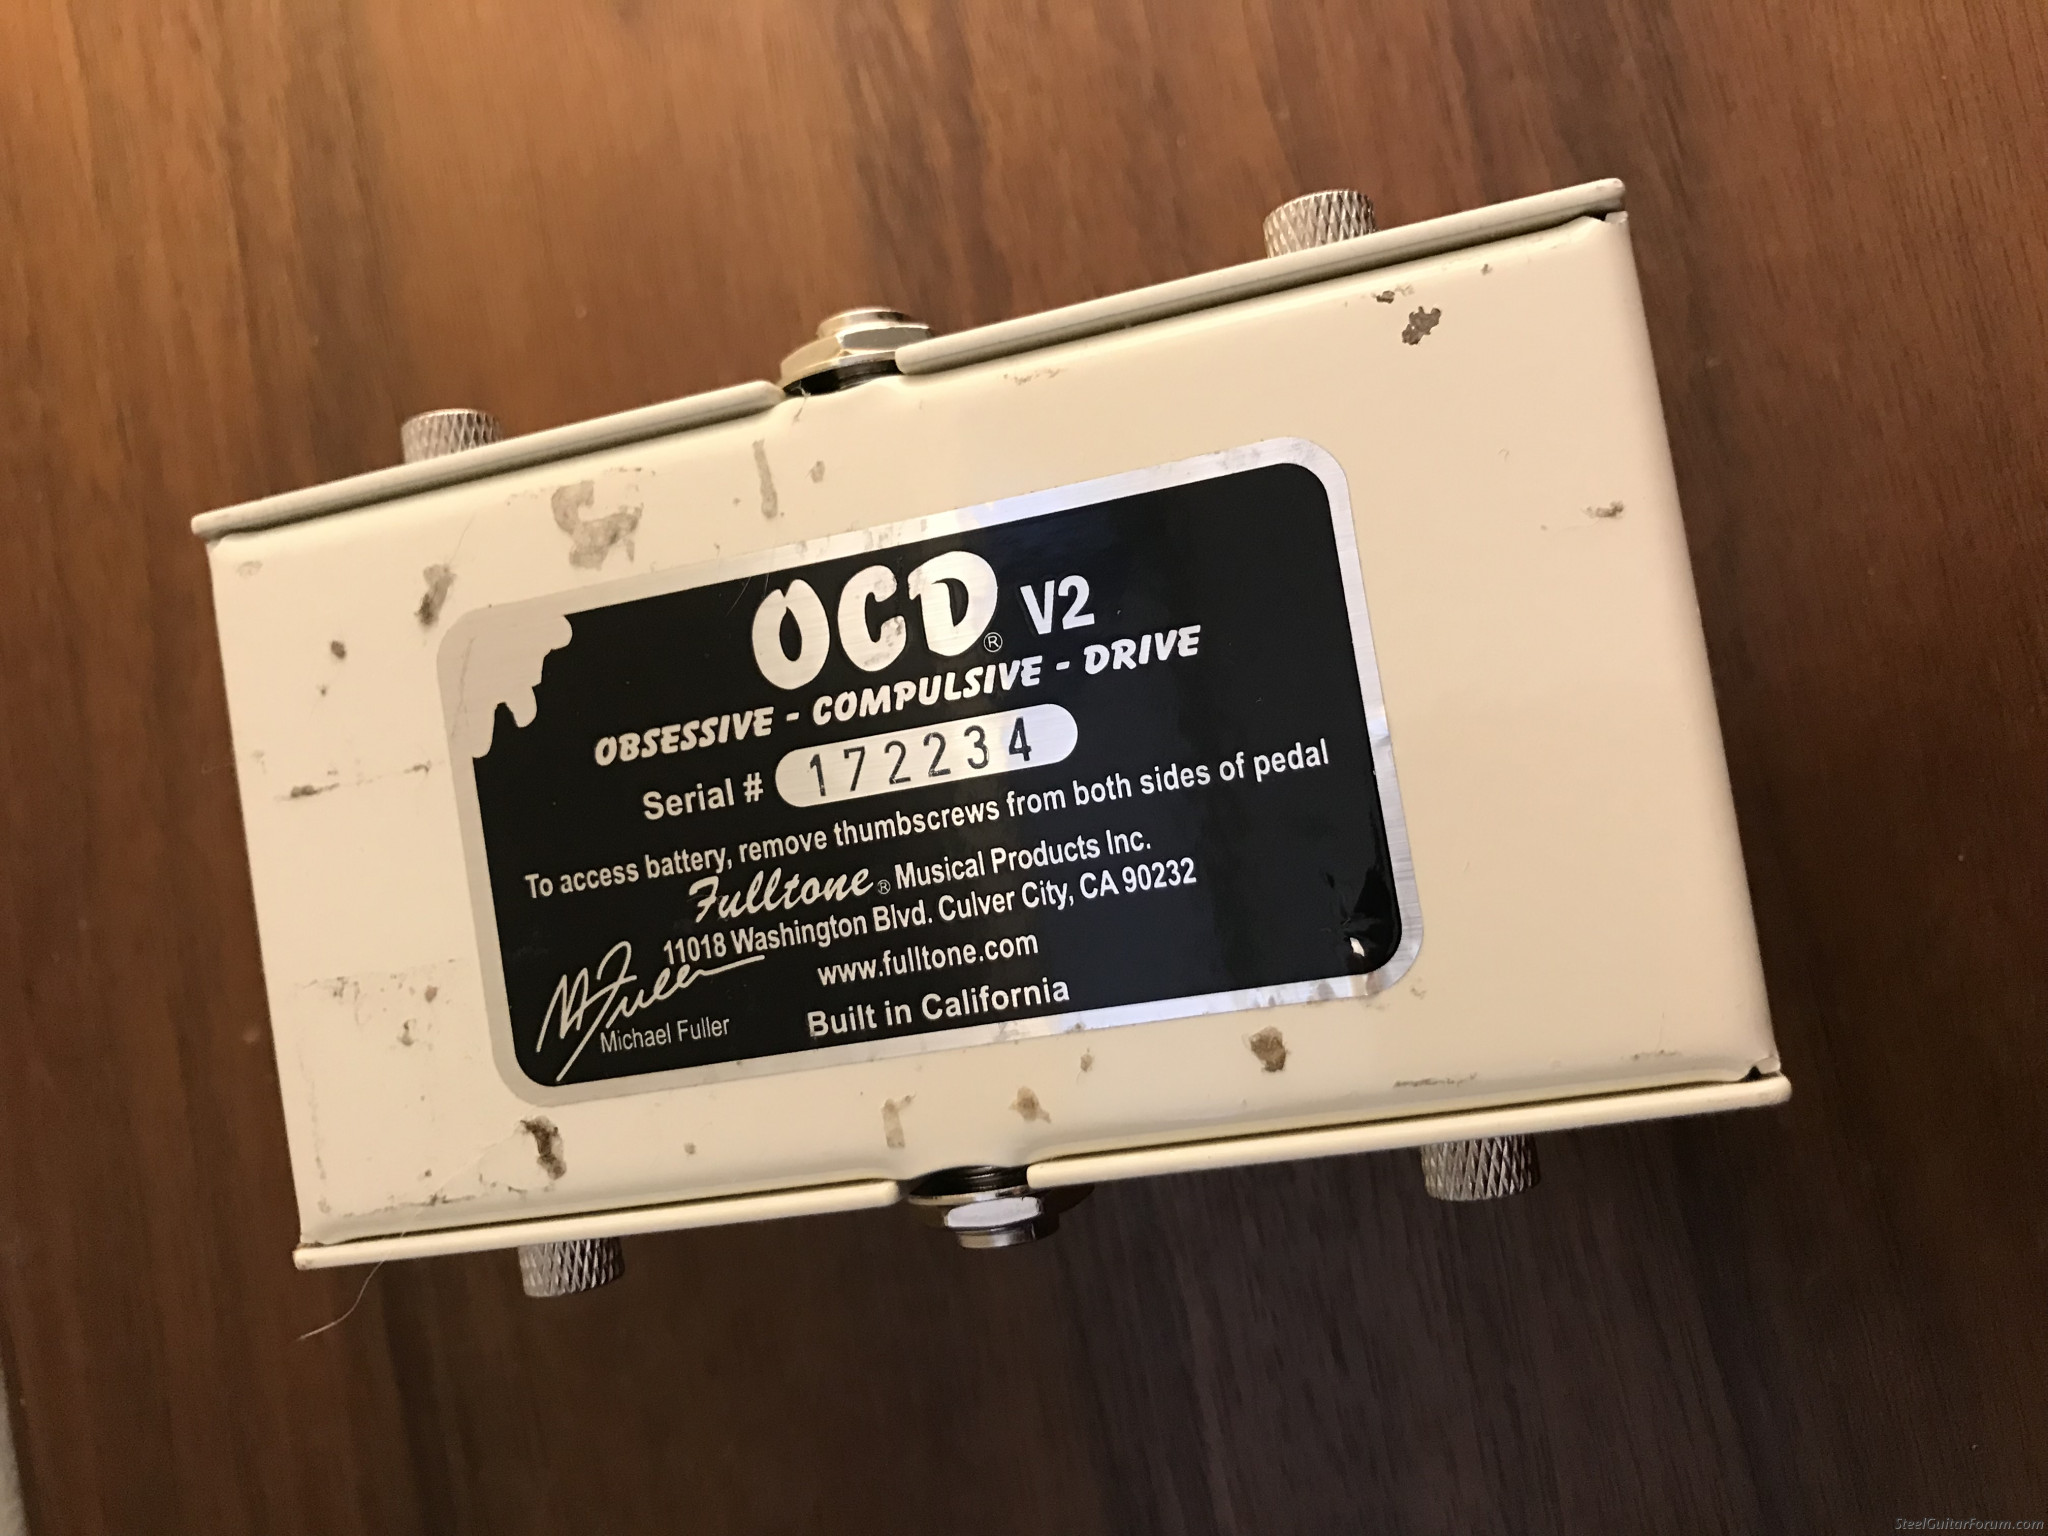 OCD® V2
OBSESSIVE - COMPULSIVE - DRIVE
Serial # 172234
To access battery, remove thumbscrews from both sides of pedal
Fulltone® Musical Products Inc.
11018 Washington Blvd. Culver City, CA 90232
www.fulltone.com
M Fuller
Michael Fuller
Built in California
SteelGuitarForum.com